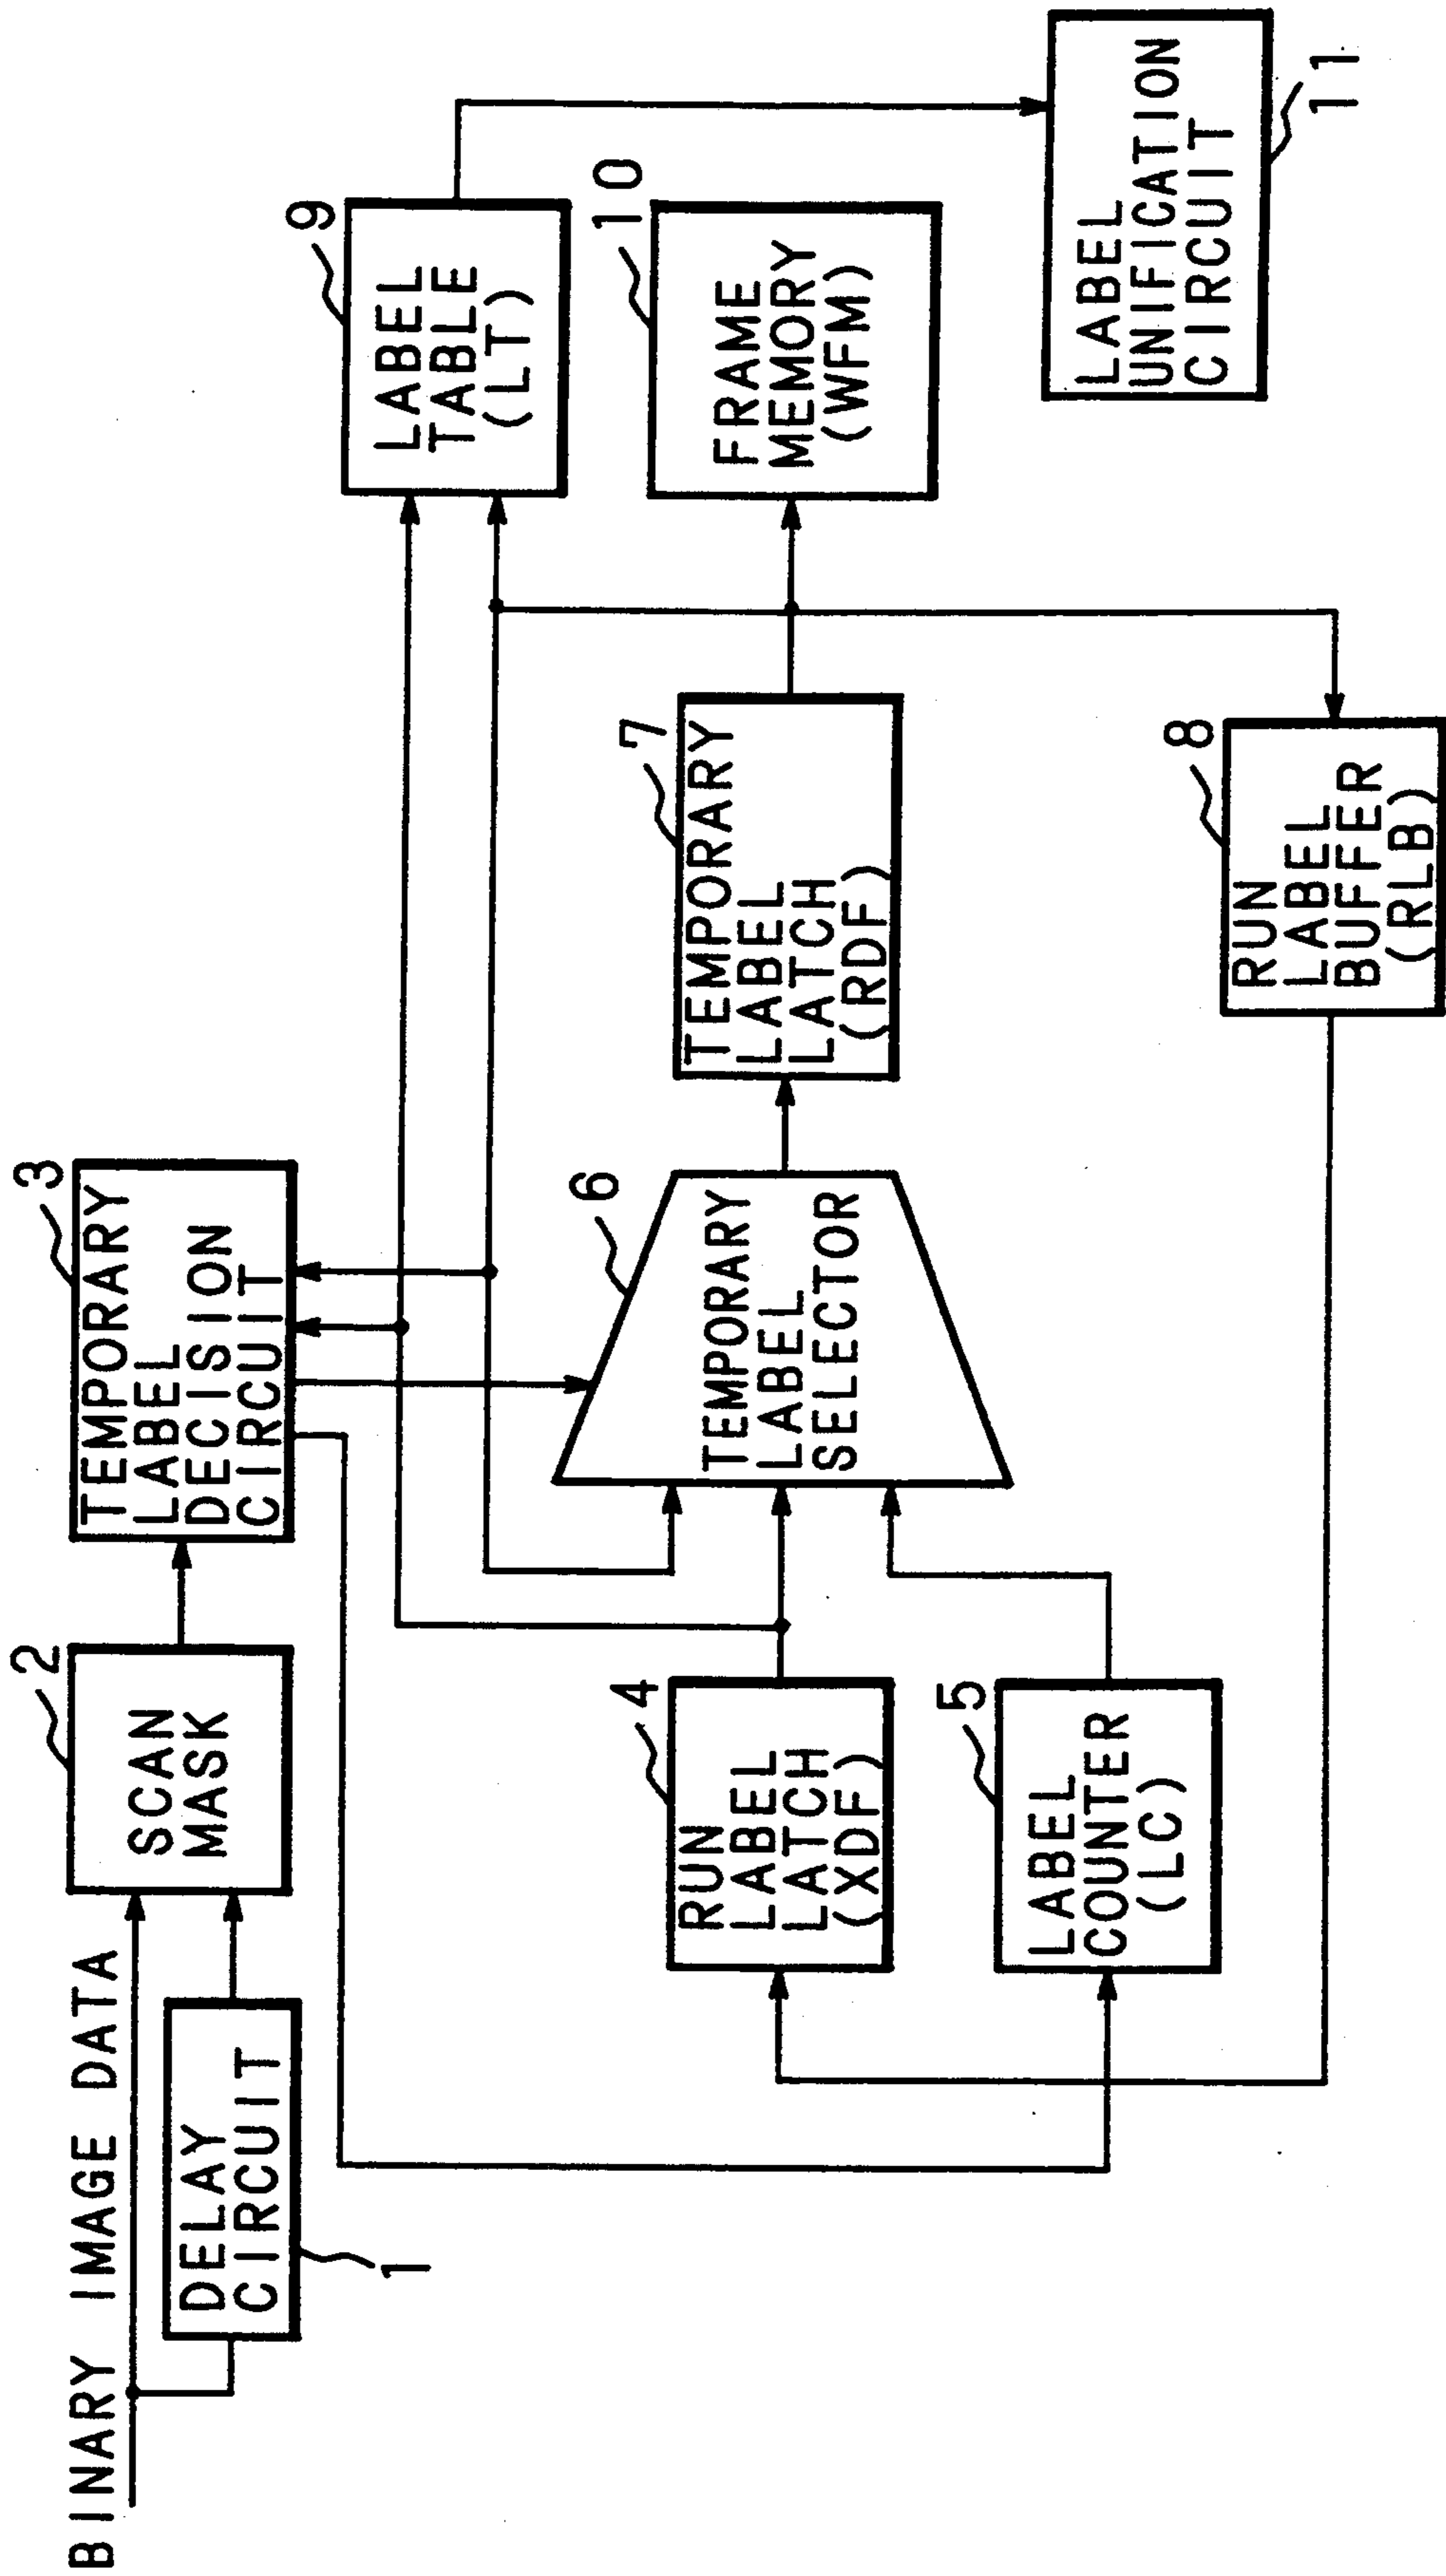 BINARY IMAGE DATA
DELAY
CIRCUIT
1
2
SCAN
MASK
3
TEMPORARY
LABEL
DECISION
CIRCUIT
4
RUN
LABEL
LATCH
(XDF)
5
LABEL
COUNTER
(LC)
6
TEMPORARY
LABEL
SELECTOR
7
TEMPORARY
LABEL
LATCH
(RDF)
8
RUN
LABEL
BUFFER
(RLB)
9
LABEL
TABLE
(LT)
10
FRAME
MEMORY
(WFM)
LABEL
UNIFICATION
CIRCUIT
11